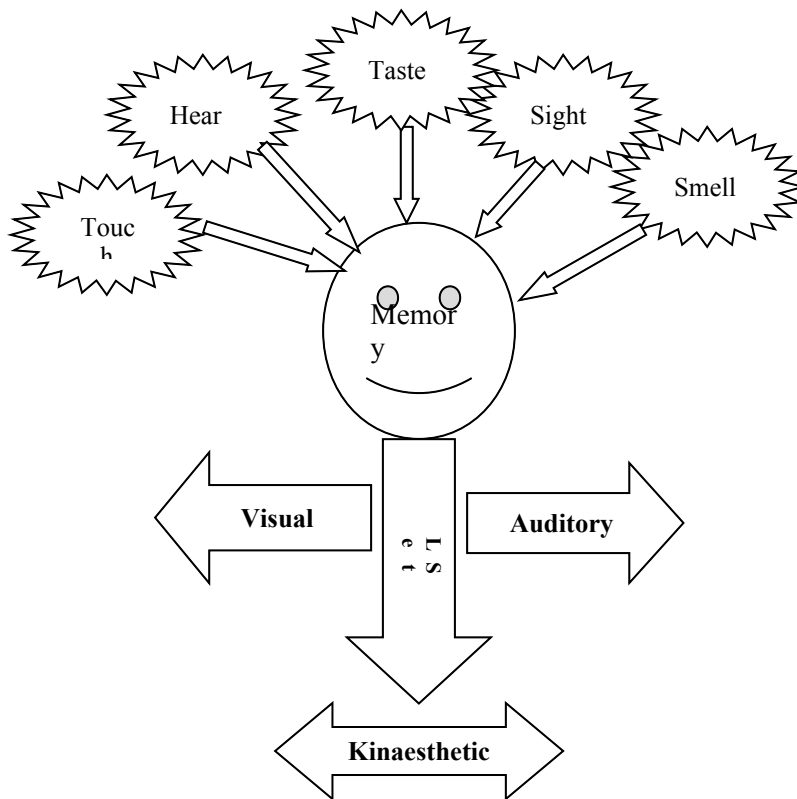 Taste
Hear
Sight
Smell
Touc
h
Memor
y
Visual
L S
e t
Auditory
Kinaesthetic